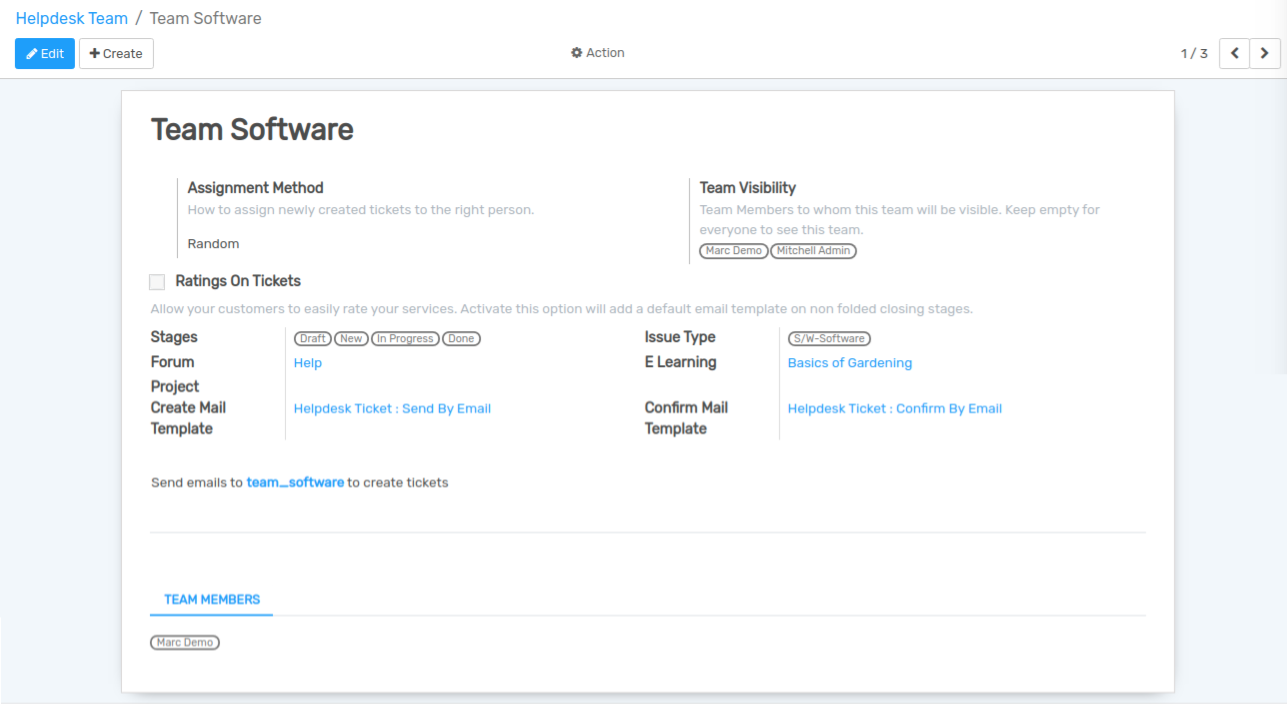 Helpdesk Team / Team Software
Edit Create Action 1 / 3
Team Software
Assignment Method
How to assign newly created tickets to the right person.
Random
Team Visibility
Team Members to whom this team will be visible. Keep empty for
everyone to see this team.
Marc Demo Mitchell Admin
Ratings On Tickets
Allow your customers to easily rate your services. Activate this option will add a default email template on non folded closing stages.
Stages Draft New In Progress Done
Forum Help
Project
Create Mail Template Helpdesk Ticket : Send By Email
Issue Type S/W-Software
E Learning Basics of Gardening
Confirm Mail Template Helpdesk Ticket : Confirm By Email
Send emails to team_software to create tickets
TEAM MEMBERS
Marc Demo